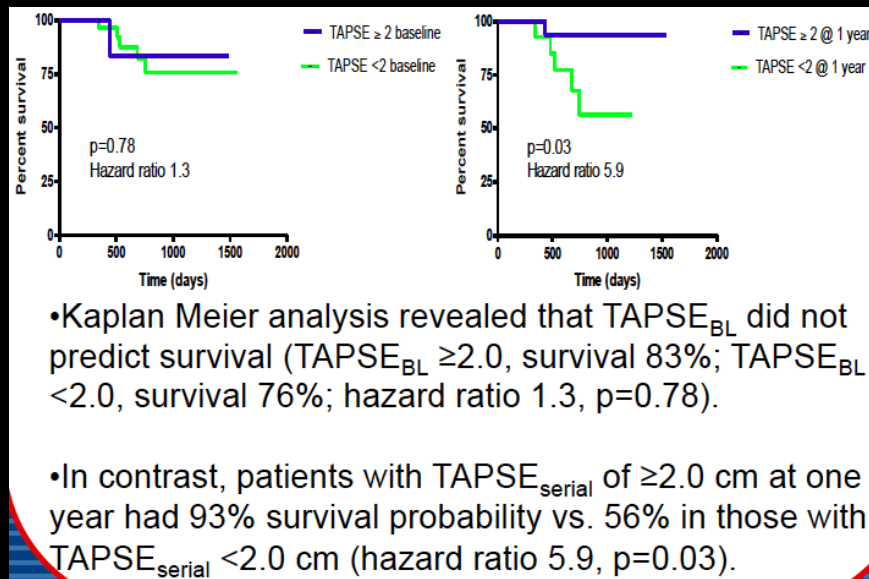 TAPSE ≥ 2 baseline
TAPSE <2 baseline
100
75
50
25
0
Percent survival
p=0.78
Hazard ratio 1.3
0 500 1000 1500 2000
Time (days)
TAPSE ≥ 2 @ 1 year
TAPSE <2 @ 1 year
100
75
50
25
0
Percent survival
p=0.03
Hazard ratio 5.9
0 500 1000 1500 2000
Time (days)
•Kaplan Meier analysis revealed that TAPSE_BL did not
predict survival (TAPSE_BL ≥2.0, survival 83%; TAPSE_BL
<2.0, survival 76%; hazard ratio 1.3, p=0.78).
•In contrast, patients with TAPSE_serial of ≥2.0 cm at one
year had 93% survival probability vs. 56% in those with
TAPSE_serial <2.0 cm (hazard ratio 5.9, p=0.03).